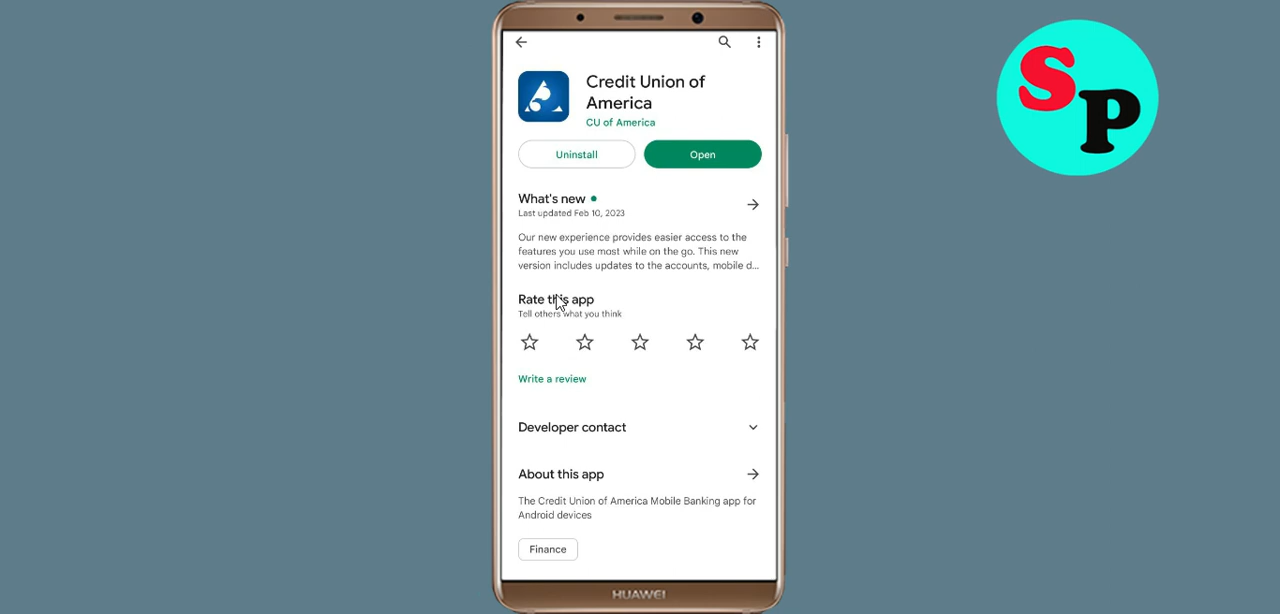 Credit Union of
America
CU of America
Uninstall
Open
What's new
Last updated Feb 10, 2023
Our new experience provides easier access to the
features you use most while on the go. This new
version includes updates to the accounts, mobile d...
Rate this app
Tell others what you think
Write a review
Developer contact
About this app
The Credit Union of America Mobile Banking app for
Android devices
Finance
HUAWEI
SP